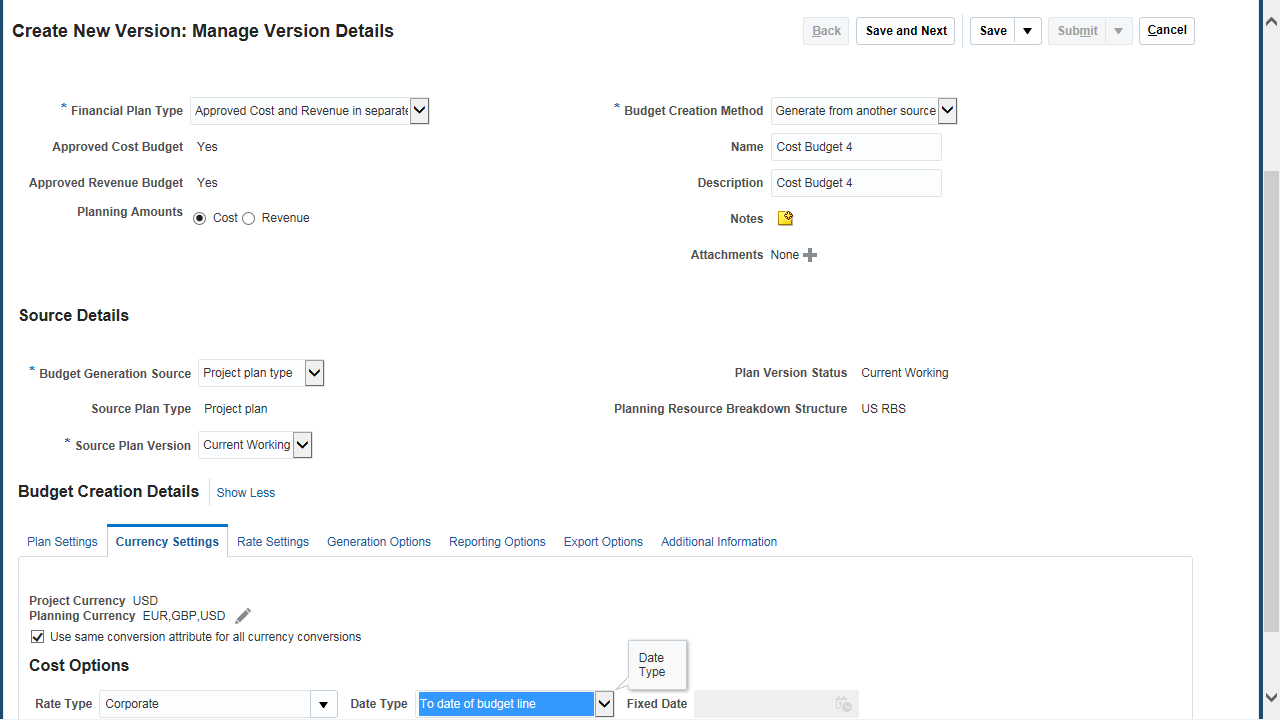 Create New Version: Manage Version Details
Back
Save and Next
Save
Submit
Cancel
* Financial Plan Type Approved Cost and Revenue in separate
* Budget Creation Method Generate from another source
Approved Cost Budget Yes
Name Cost Budget 4
Approved Revenue Budget Yes
Description Cost Budget 4
Planning Amounts Cost Revenue
Notes
Attachments None
Source Details
* Budget Generation Source Project plan type
Plan Version Status Current Working
Source Plan Type Project plan
Planning Resource Breakdown Structure US RBS
* Source Plan Version Current Working
Budget Creation Details Show Less
Plan Settings Currency Settings Rate Settings Generation Options Reporting Options Export Options Additional Information
Project Currency USD
Planning Currency EUR,GBP,USD
Use same conversion attribute for all currency conversions
Cost Options
Date
Type
Rate Type Corporate Date Type To date of budget line Fixed Date